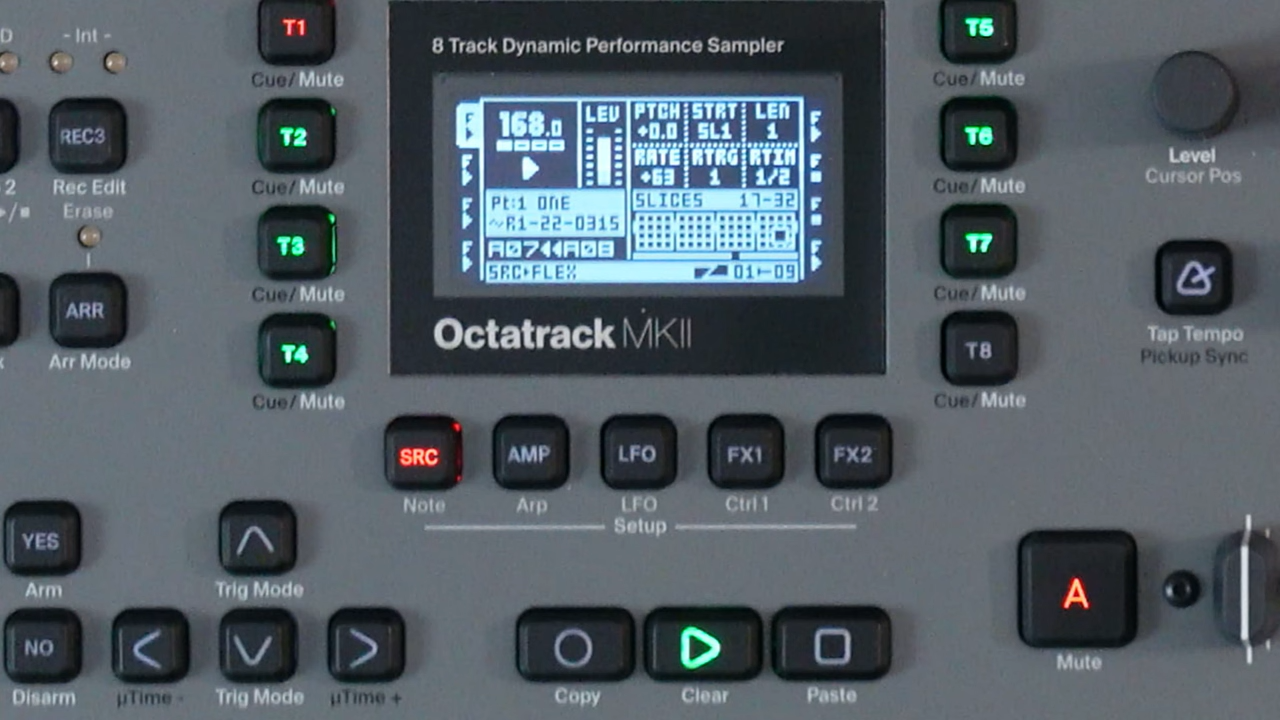 D
- Int -
T1
Cue/Mute
8 Track Dynamic Performance Sampler
T5
Cue/Mute
REC3
2
Rec Edit
Erase
T2
Cue/Mute
168.0
LEV
PTCH STRT LEN
+0.0 SL1 1
RATE RTRG RTIM
+63 1 1/2
Pt:1 ONE
~R1-22-0315
SLICES 17-32
A07 A08
SRC FLEX
01 09
T6
Cue/Mute
Level
Cursor Pos
T3
Cue/Mute
T7
Cue/Mute
ARR
Arr Mode
T4
Cue/Mute
Octatrack MKII
T8
Cue/Mute
Tap Tempo
Pickup Sync
SRC
AMP
LFO
FX1
FX2
Note
Arp
LFO
Ctrl 1
Ctrl 2
Setup
YES
Arm
Trig Mode
A
Mute
NO
Disarm
µTime -
Trig Mode
µTime +
Copy
Clear
Paste